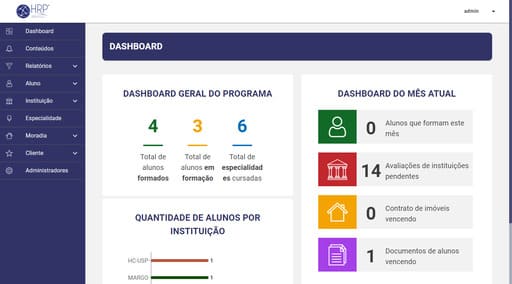 HRP
admin
Dashboard
Conteúdos
Relatórios
Aluno
Instituição
Especialidade
Moradia
Cliente
Administradores
DASHBOARD
DASHBOARD GERAL DO PROGRAMA
4
Total de
alunos
formados
3
Total de
alunos em
formação
6
Total de
especialidad
es cursadas
QUANTIDADE DE ALUNOS POR
INSTITUIÇÃO
HC-USP
1
MARGO
1
DASHBOARD DO MÊS ATUAL
0
Alunos que formam este
mês
14
Avaliações de instituições
pendentes
0
Contrato de imóveis
vencendo
1
Documentos de alunos
vencendo